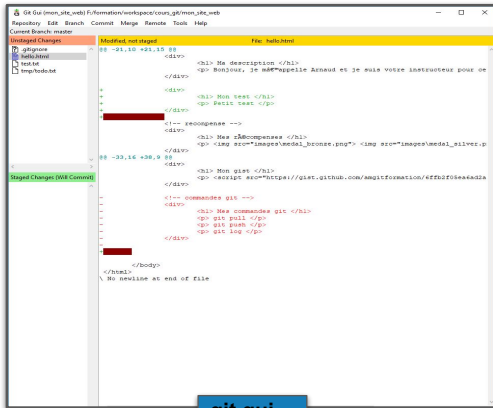 Git Gui (mon_site_web) F:/formation/workspace/cours_git/mon_site_web
Repository Edit Branch Commit Merge Remote Tools Help
Current Branch: master
Unstaged Changes
.gitignore
hello.html
test.txt
tmp/todo.txt
Staged Changes (Will Commit)
Modified, not staged File: hello.html
@@ -21,10 +21,15 @@
<div>
<h1> Ma description </h1>
<p> Bonjour, je mâ€™appelle Arnaud et je suis votre instructeur pour ce
</div>
+ <div>
+ <h1> Mon test </h1>
+ <p> Petit test </p>
+ </div>
+
<!-- recompense -->
<div>
<h1> Mes rÃ©compenses </h1>
<p> <img src="images\medal_bronze.png"> <img src="images\medal_silver.p
</div>
@@ -33,16 +38,9 @@
<div>
<h1> Mon gist </h1>
<p> <script src="https://gist.github.com/amgitformation/6ffb2f05ea6ad2a
</div>
- <!-- commandes git -->
- <div>
- <h1> Mes commandes git </h1>
- <p> git pull </p>
- <p> git push </p>
- <p> git log </p>
- </div>
-
+
</body>
</html>
\ No newline at end of file
git gui